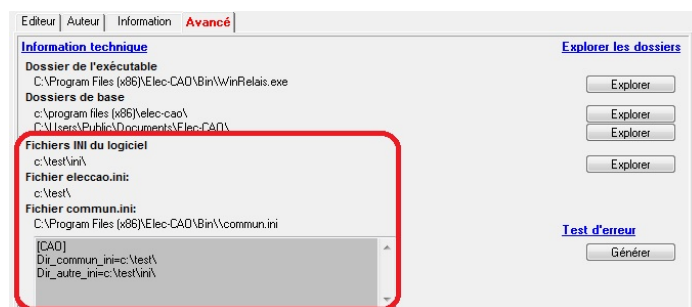 Editeur Auteur Information Avancé
Information technique Explorer les dossiers
Dossier de l'exécutable
C:\Program Files (x86)\Elec-CAO\Bin\WinRelais.exe Explorer
Dossiers de base
c:\program files (x86)\elec-cao\ Explorer
C:\Users\Public\Documents\Elec-CAO\ Explorer
Fichiers INI du logiciel
c:\test\ini\ Explorer
Fichier eleccao.ini:
c:\test\
Fichier commun.ini:
C:\Program Files (x86)\Elec-CAO\Bin\\commun.ini
Test d'erreur
[CAO] Générer
Dir_commun_ini=c:\test\
Dir_autre_ini=c:\test\ini\